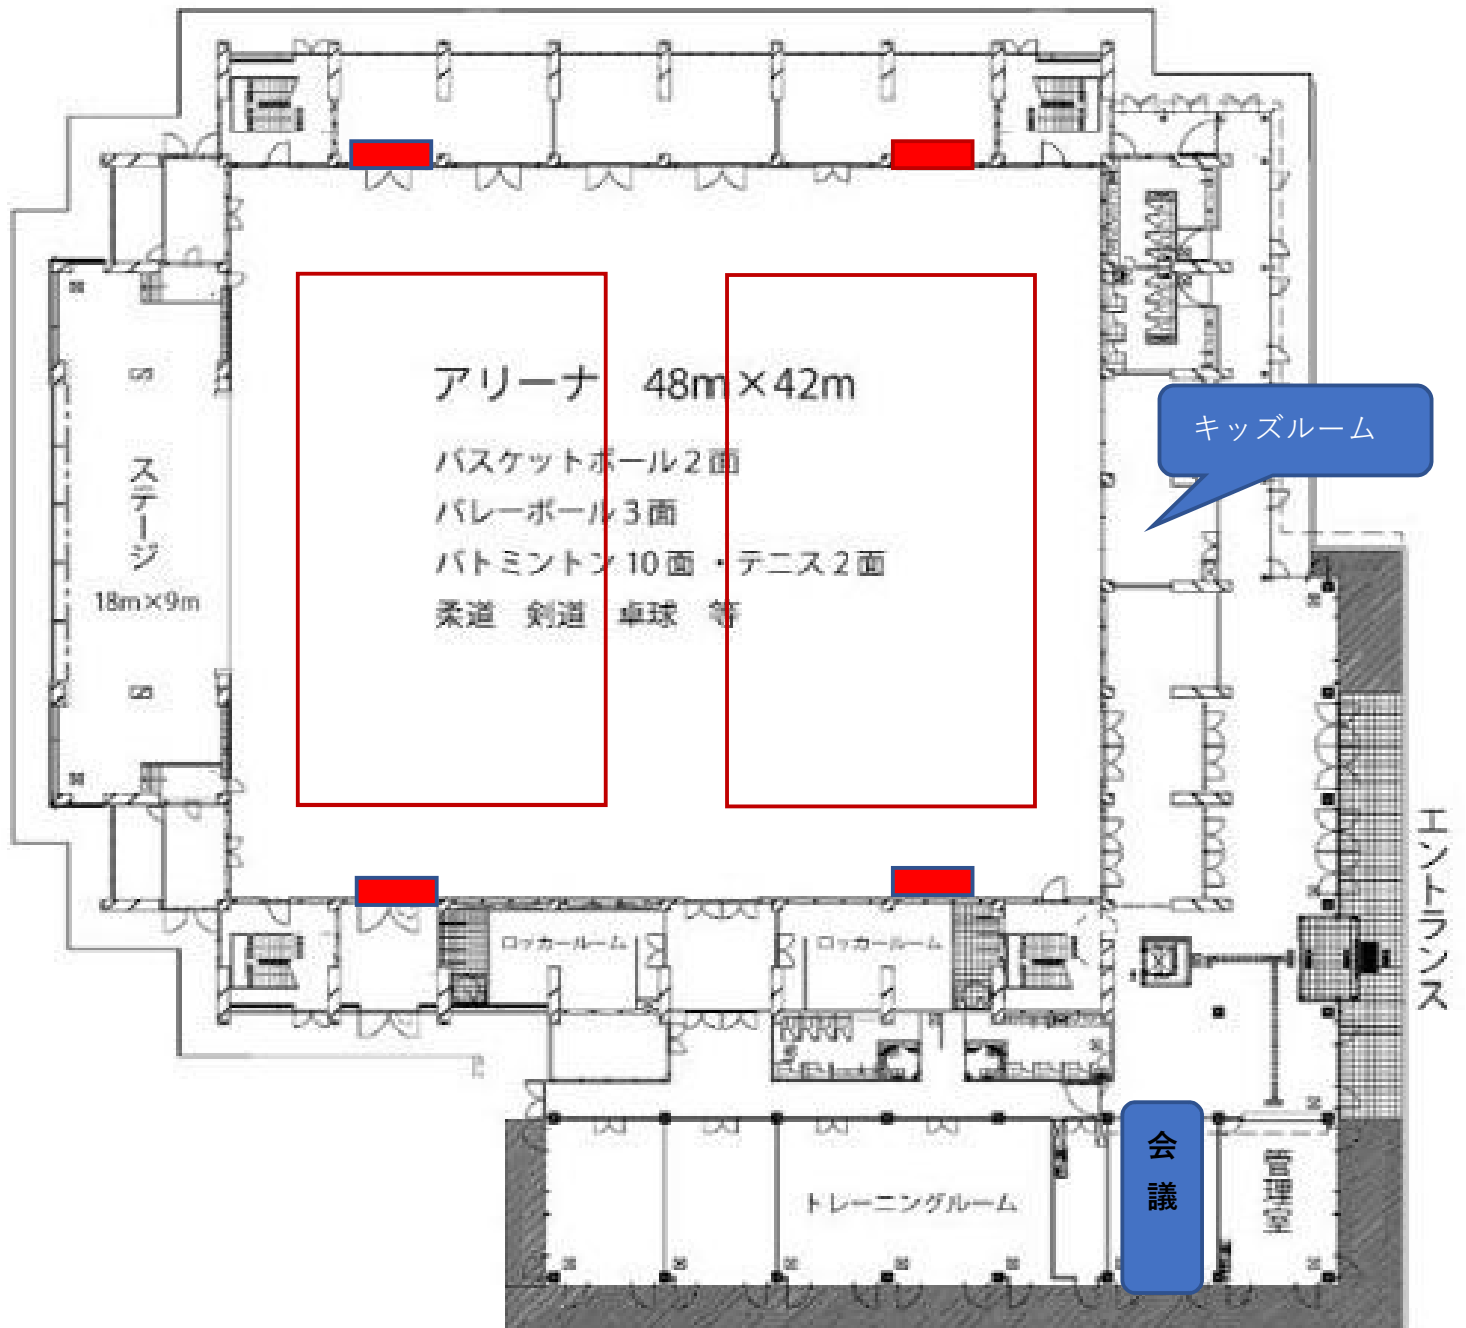 アリーナ　48m×42m
バスケットボール2面
バレーボール3面
バトミントン10面・テニス2面
柔道　剣道　卓球　等
ステージ
18m×9m
キッズルーム
エントランス
ロッカールーム
ロッカールーム
トレーニングルーム
会議